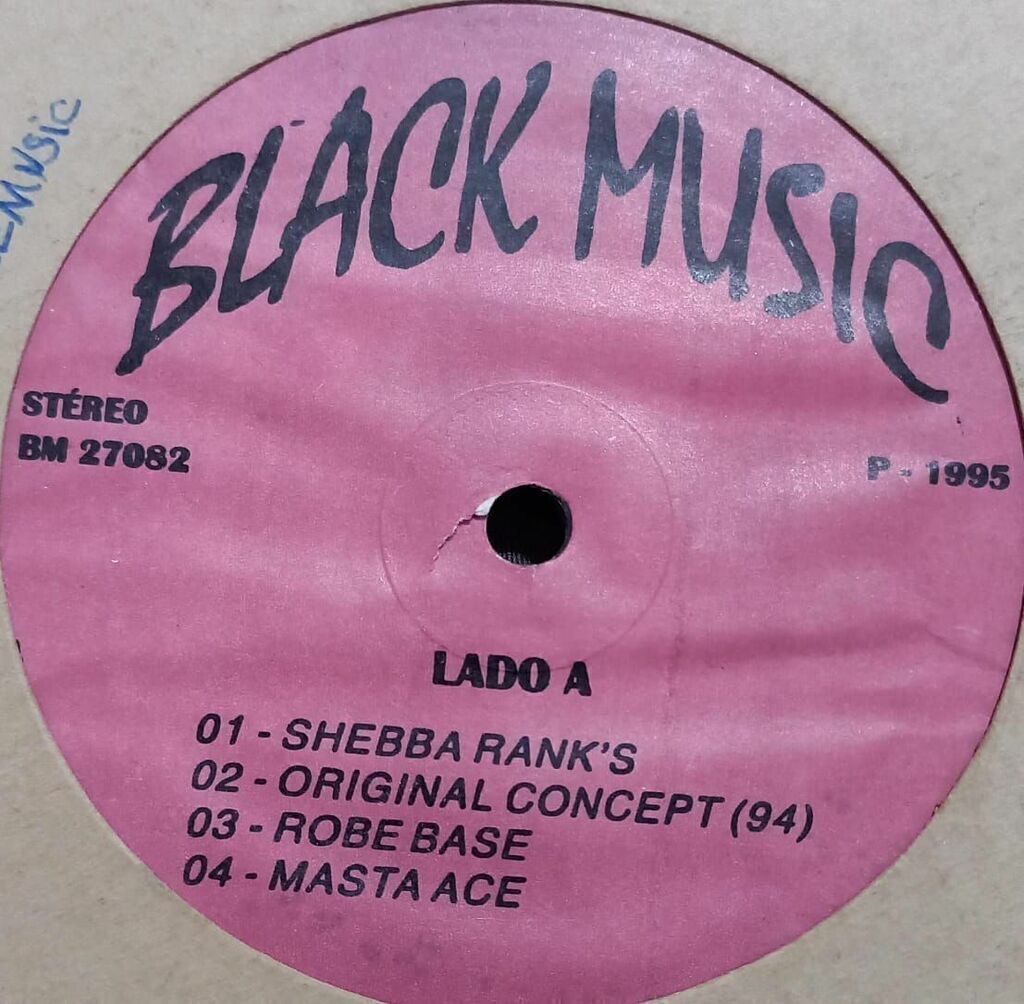 BLACK MUSIC
MUSIC
STÉREO
BM 27082
P - 1995
LADO A
01 - SHEBBA RANK'S
02 - ORIGINAL CONCEPT (94)
03 - ROBE BASE
04 - MASTA ACE